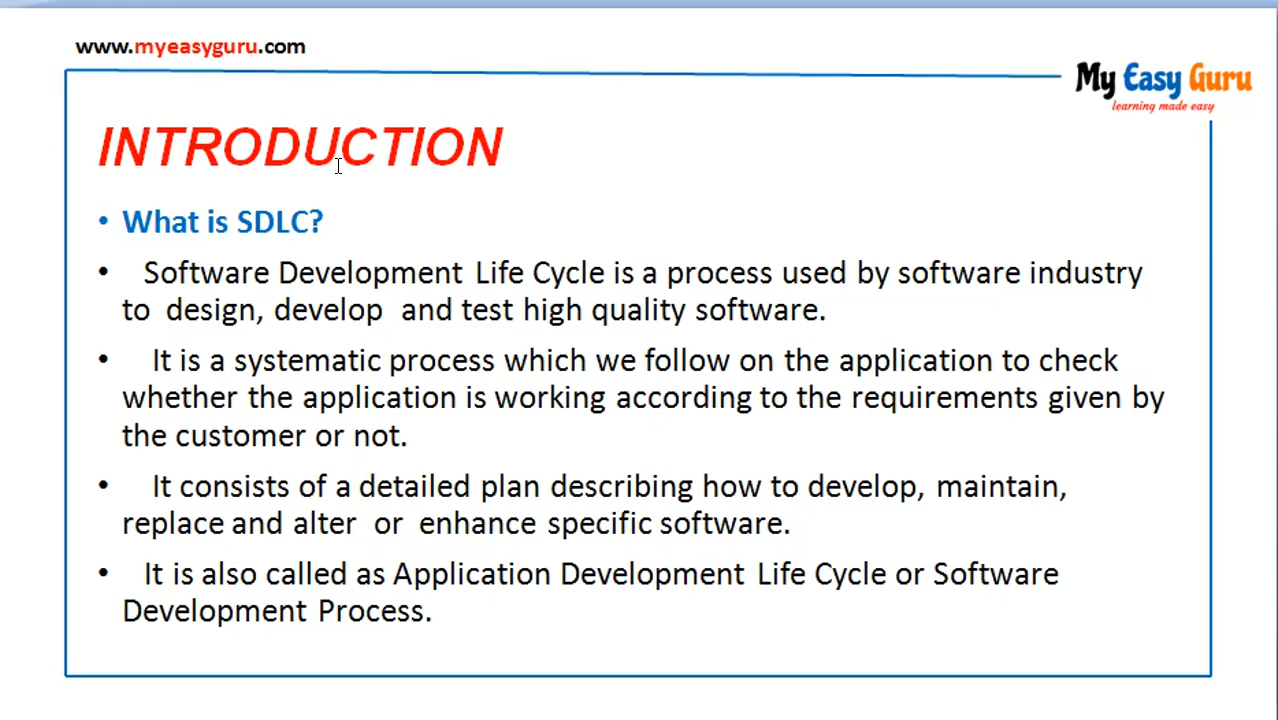 www.myeasyguru.com
My Easy Guru
learning made easy
INTRODUCTION
• What is SDLC?
• Software Development Life Cycle is a process used by software industry
to design, develop and test high quality software.
• It is a systematic process which we follow on the application to check
whether the application is working according to the requirements given by
the customer or not.
• It consists of a detailed plan describing how to develop, maintain,
replace and alter or enhance specific software.
• It is also called as Application Development Life Cycle or Software
Development Process.